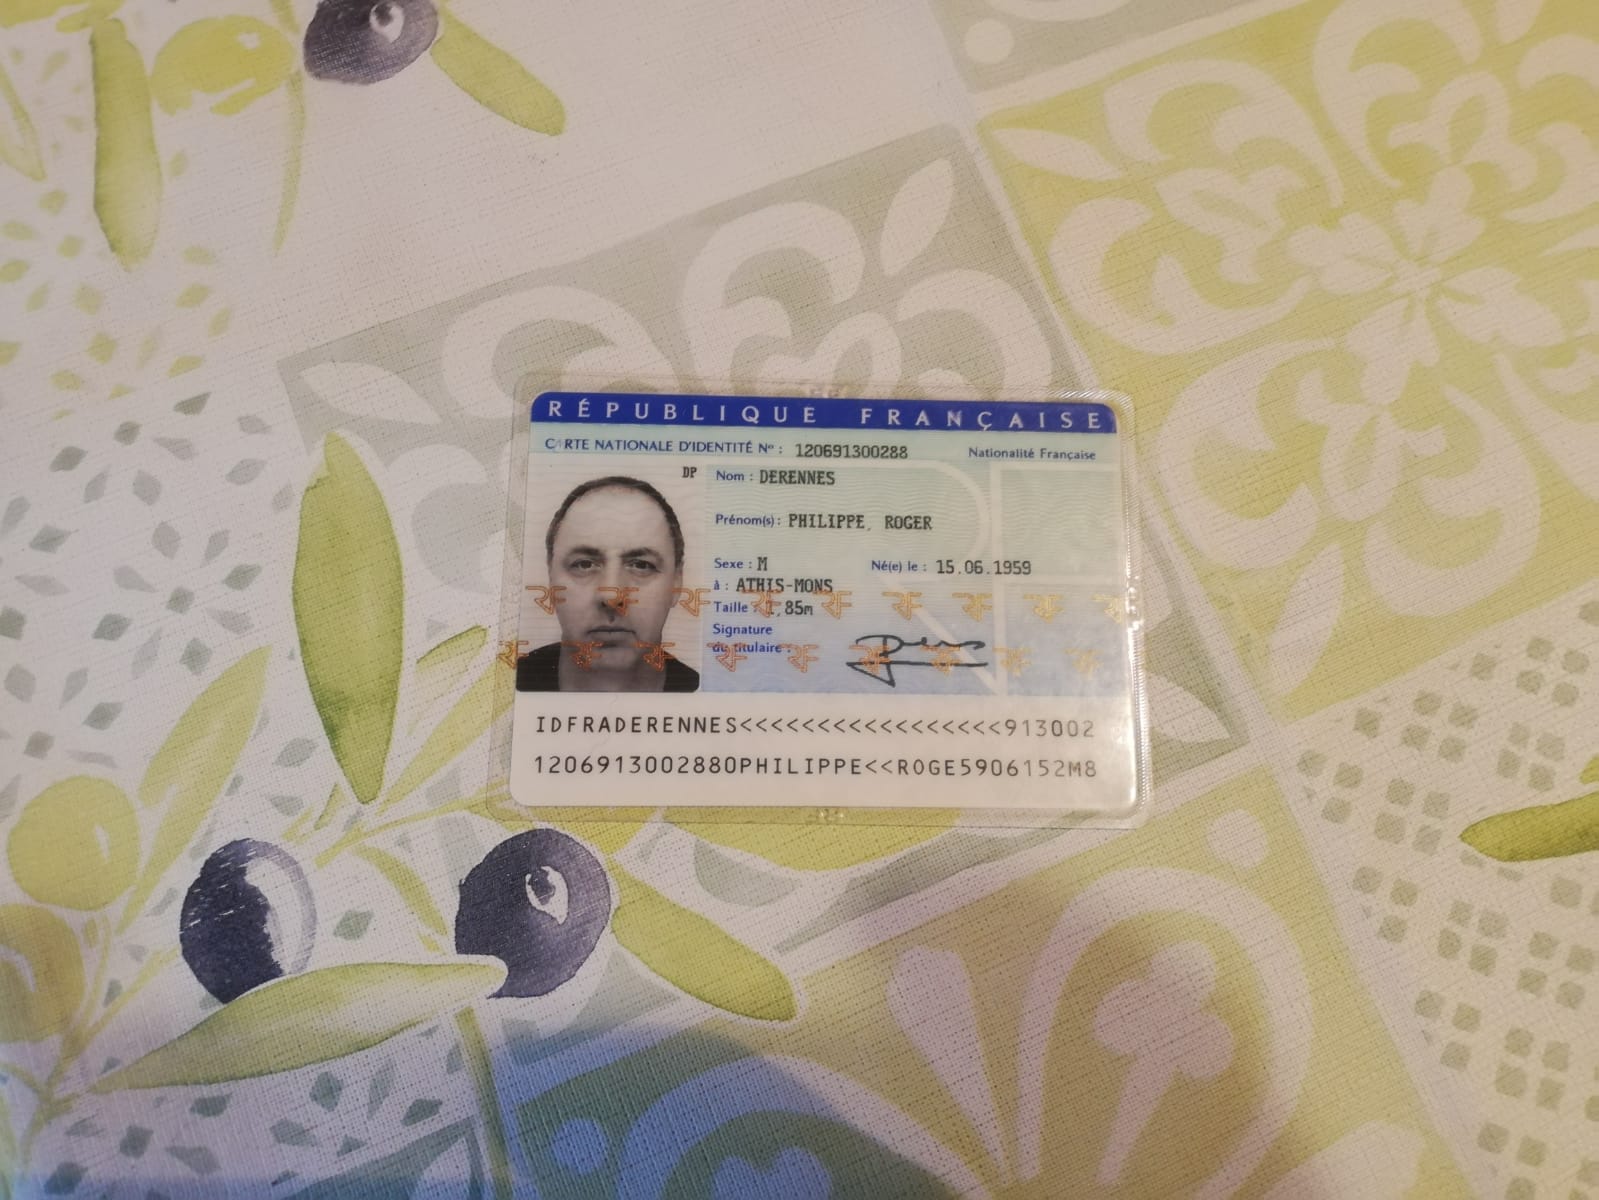 RÉPUBLIQUE FRANÇAISE
CARTE NATIONALE D'IDENTITÉ Nº : 120691300288 Nationalité Française
DP
Nom : DERENNES
Prénom(s) : PHILIPPE, ROGER
Sexe : M Né(e) le : 15.06.1959
à : ATHIS-MONS
Taille : 1,85m
Signature
du titulaire :
IDFRADERENNES<<<<<<<<<<<<<<<<<<913002
1206913002880PHILIPPE<<ROGE5906152M8